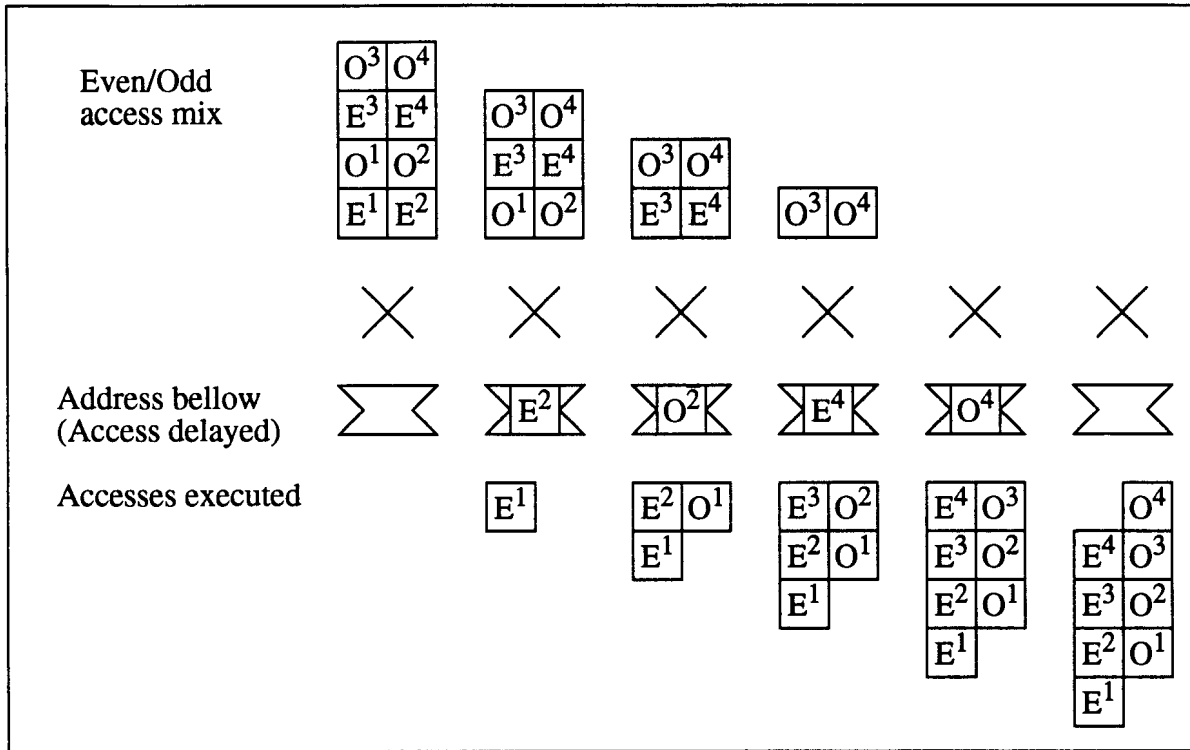 Even/Odd
access mix
O³ O⁴
E³ E⁴ O³ O⁴
O¹ O² E³ E⁴ O³ O⁴
E¹ E² O¹ O² E³ E⁴ O³ O⁴
Address bellow
(Access delayed)
E² O² E⁴ O⁴
Accesses executed
E¹ E² O¹ E³ O² E⁴ O³ O⁴
E¹ E² O¹ E³ O² E⁴ O³
E¹ E² O¹ E³ O²
E¹ E² O¹
E¹